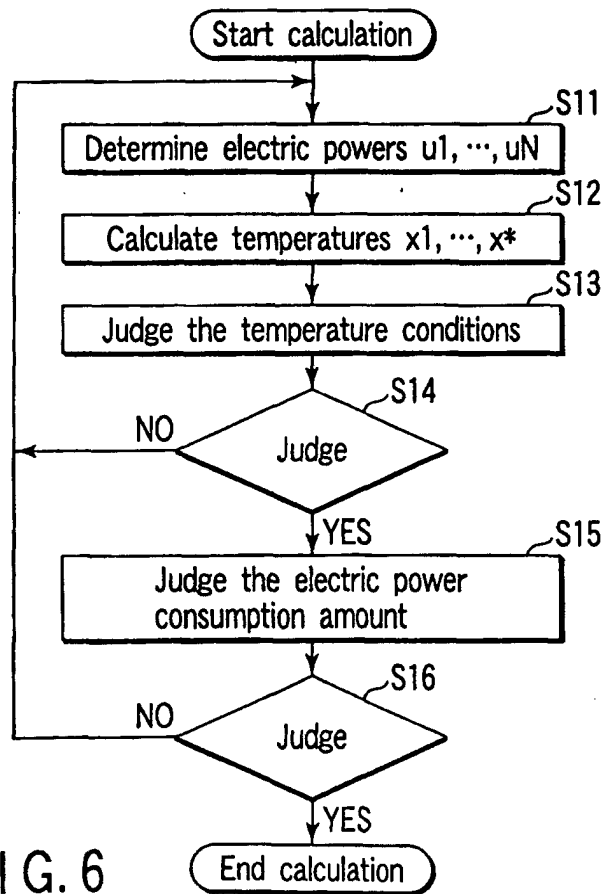 Start calculation
S11
Determine electric powers u1, ···, uN
S12
Calculate temperatures x1, ···, x*
S13
Judge the temperature conditions
S14
NO
Judge
YES
S15
Judge the electric power
consumption amount
S16
NO
Judge
YES
End calculation
IG. 6